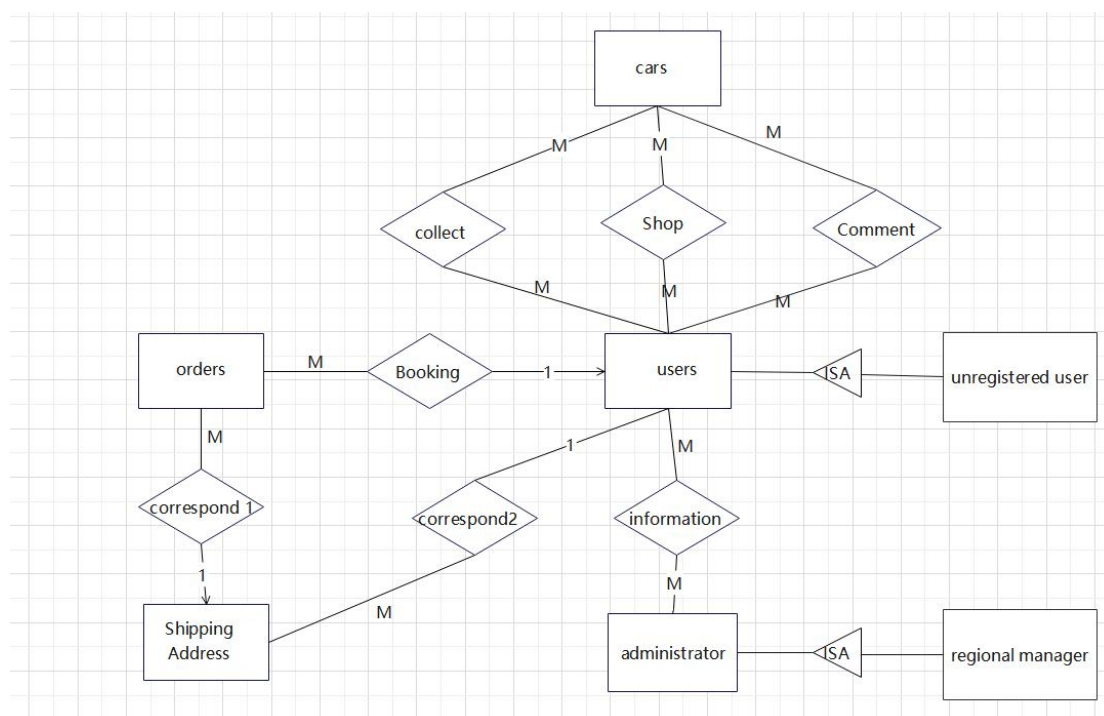 cars
M
M
M
collect
Shop
Comment
M
M
M
orders
M
Booking
1
users
ISA
unregistered user
M
1
M
correspond 1
correspond2
information
1
M
M
Shipping
Address
administrator
ISA
regional manager